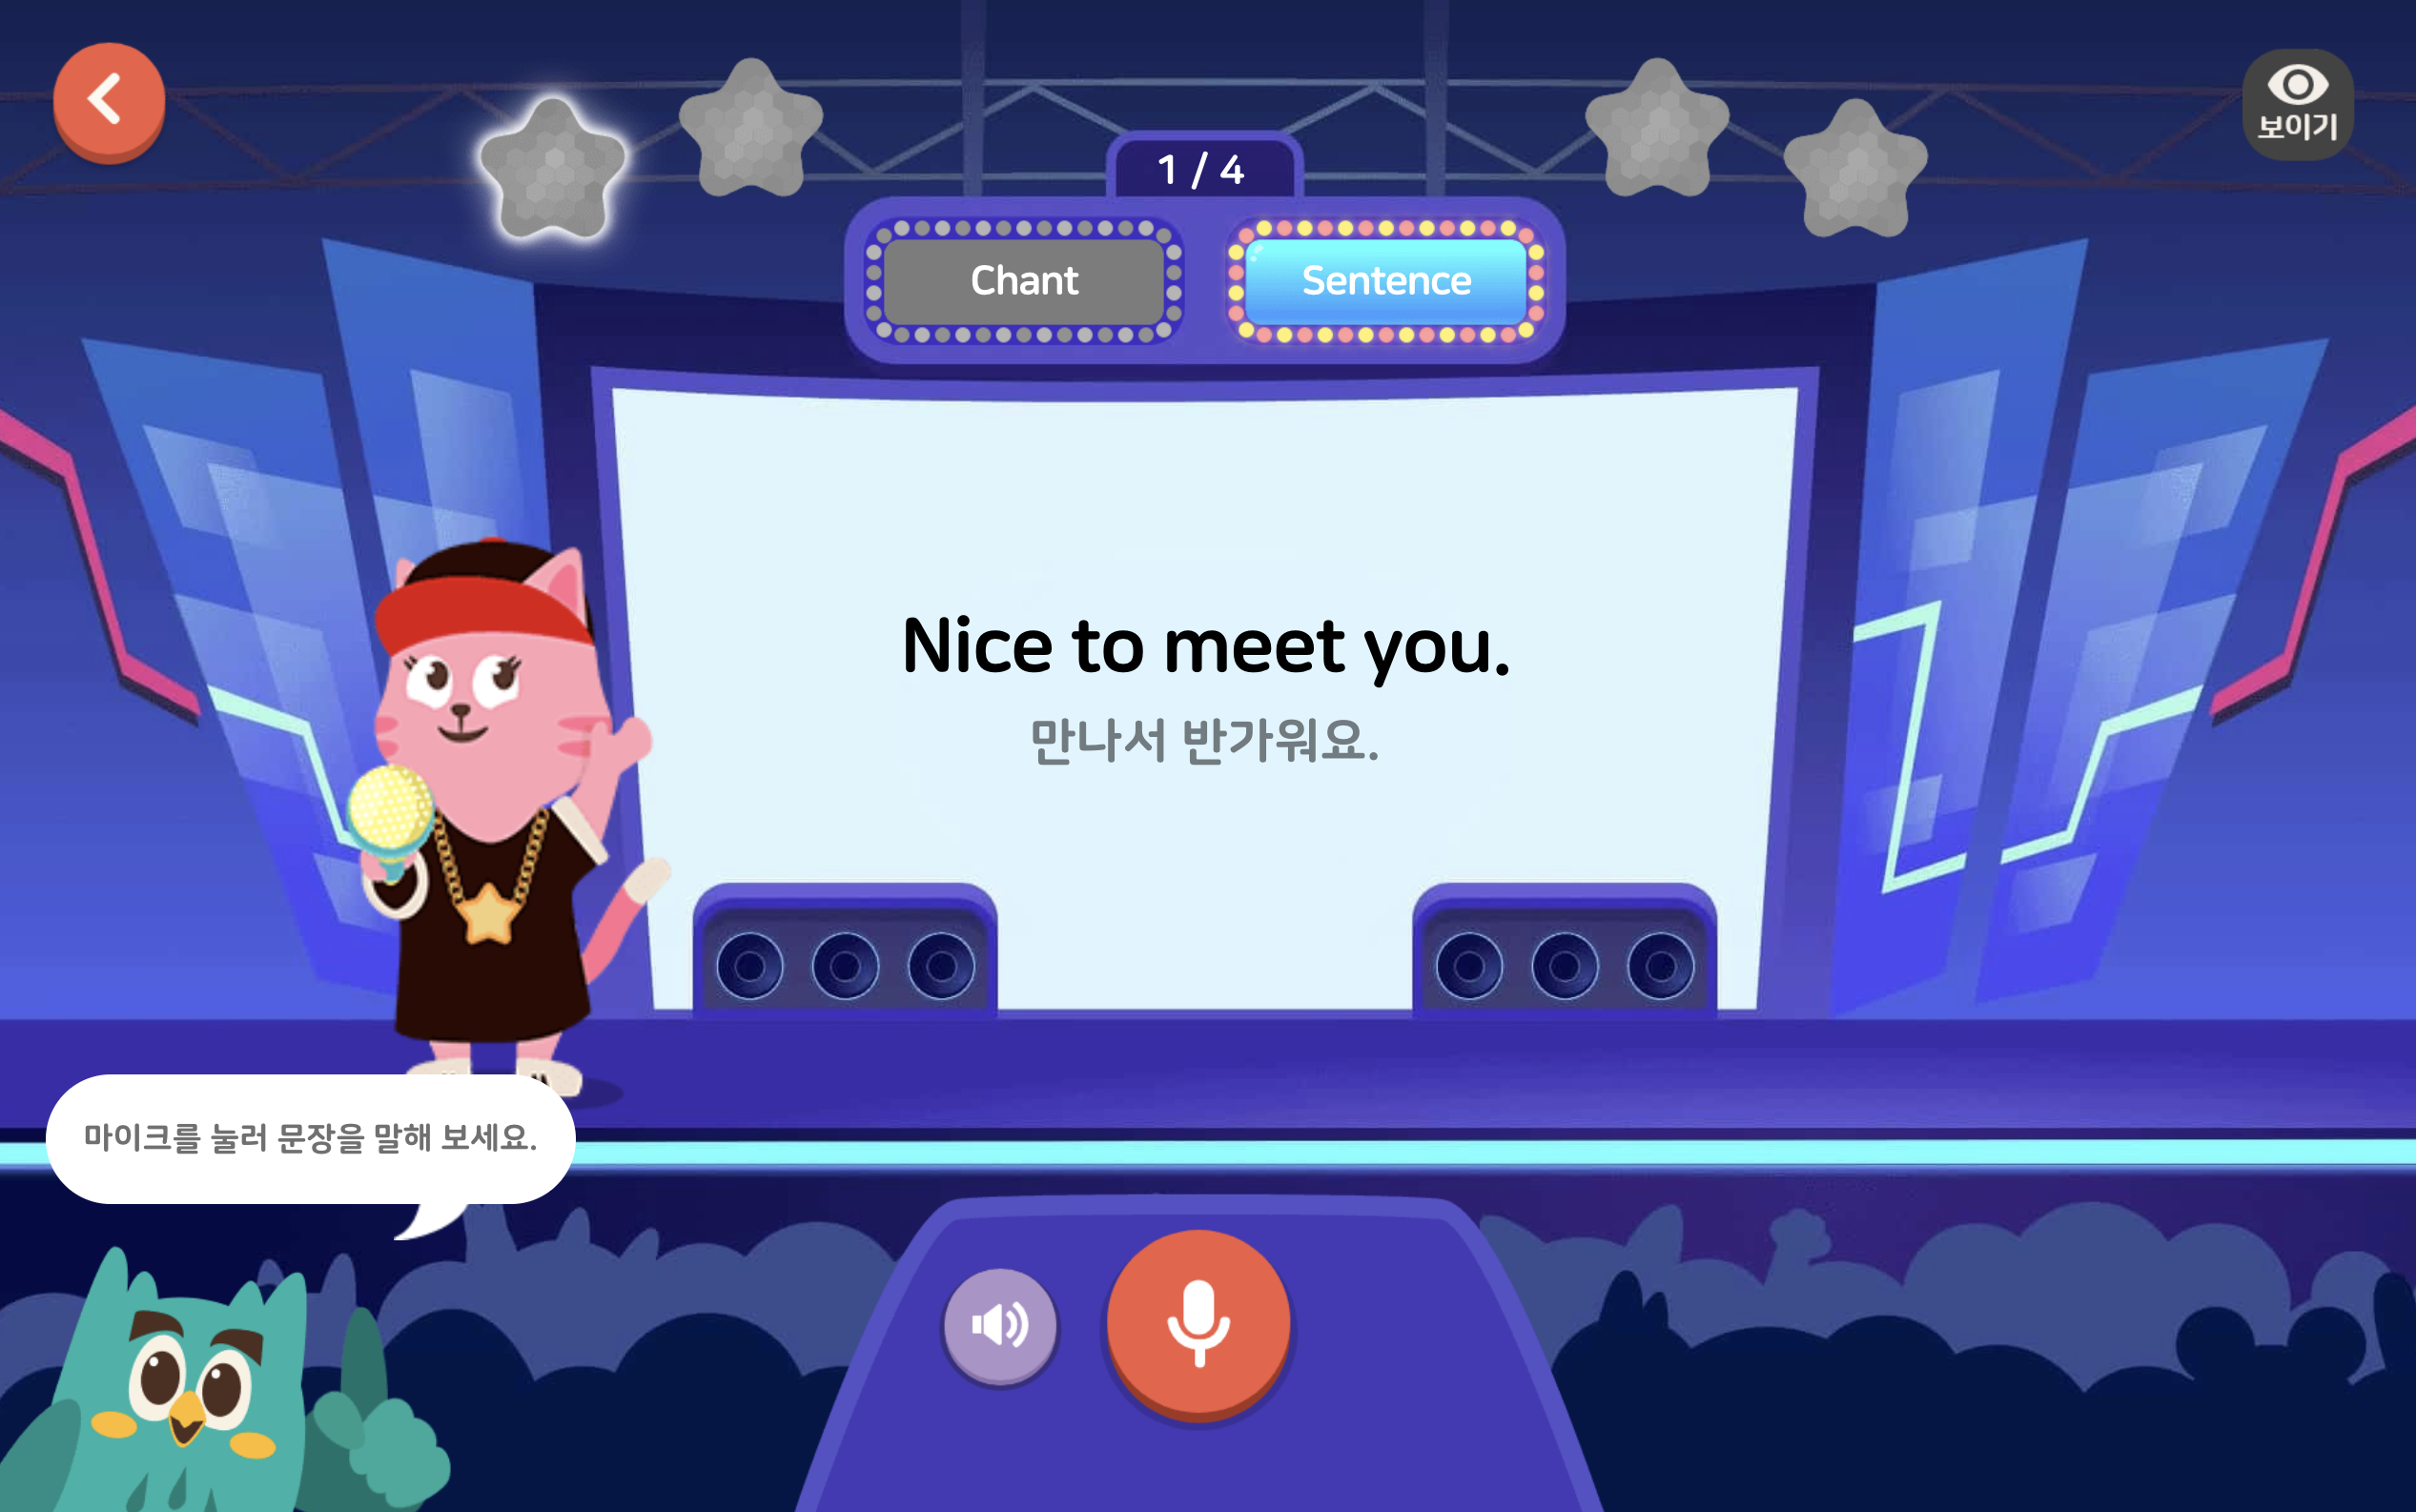 보이기
1 / 4
Chant
Sentence
Nice to meet you.
만나서 반가워요.
마이크를 눌러 문장을 말해 보세요.